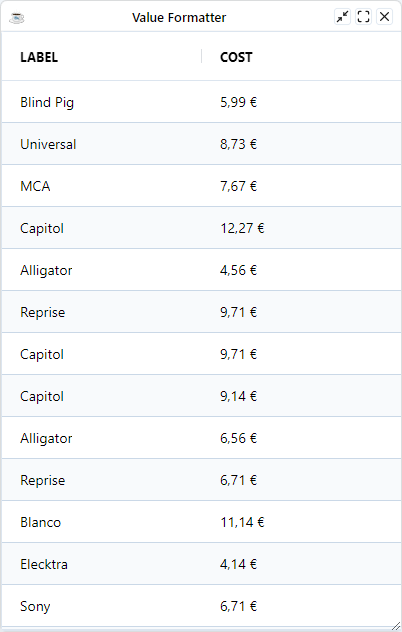 Value Formatter
LABEL COST
Blind Pig 5,99 €
Universal 8,73 €
MCA 7,67 €
Capitol 12,27 €
Alligator 4,56 €
Reprise 9,71 €
Capitol 9,71 €
Capitol 9,14 €
Alligator 6,56 €
Reprise 6,71 €
Blanco 11,14 €
Elecktra 4,14 €
Sony 6,71 €